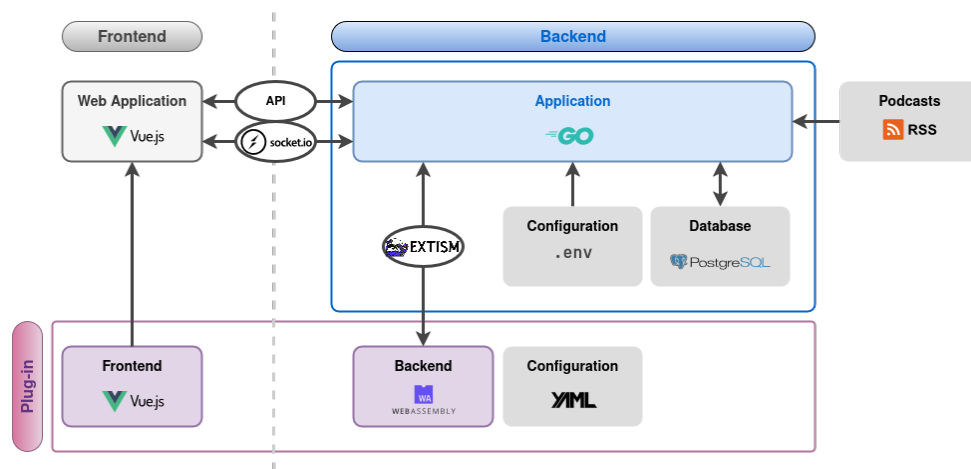 Frontend
Backend
Web Application
Vue.js
API
socket.io
Application
GO
Podcasts
RSS
EXTISM
Configuration
.env
Database
PostgreSQL
Plug-in
Frontend
Vue.js
Backend
WA
WEBASSEMBLY
Configuration
YAML